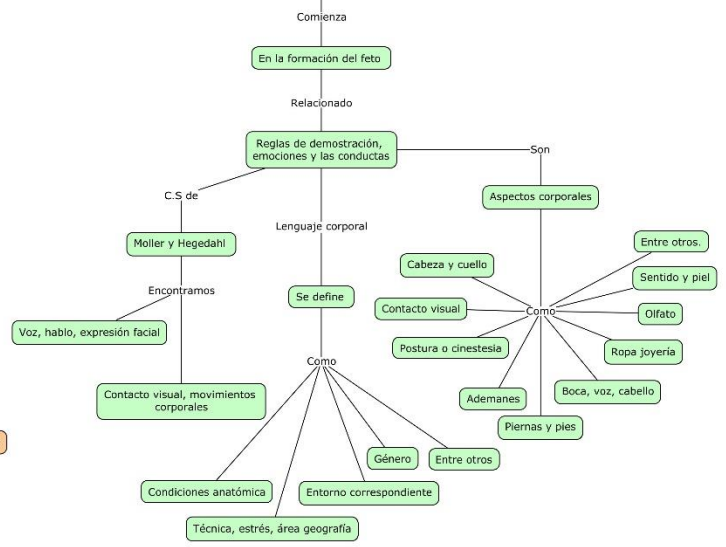 Comienza
En la formación del feto
Relacionado
Reglas de demostración,
emociones y las conductas
Son
C.S de
Aspectos corporales
Lenguaje corporal
Moller y Hegedahl
Entre otros.
Cabeza y cuello
Sentido y piel
Encontramos
Se define
Contacto visual
Como
Olfato
Voz, hablo, expresión facial
Postura o cinestesia
Ropa joyería
Como
Contacto visual, movimientos
corporales
Ademanes
Boca, voz, cabello
Piernas y pies
Género
Entre otros
Condiciones anatómica
Entorno correspondiente
Técnica, estrés, área geografía